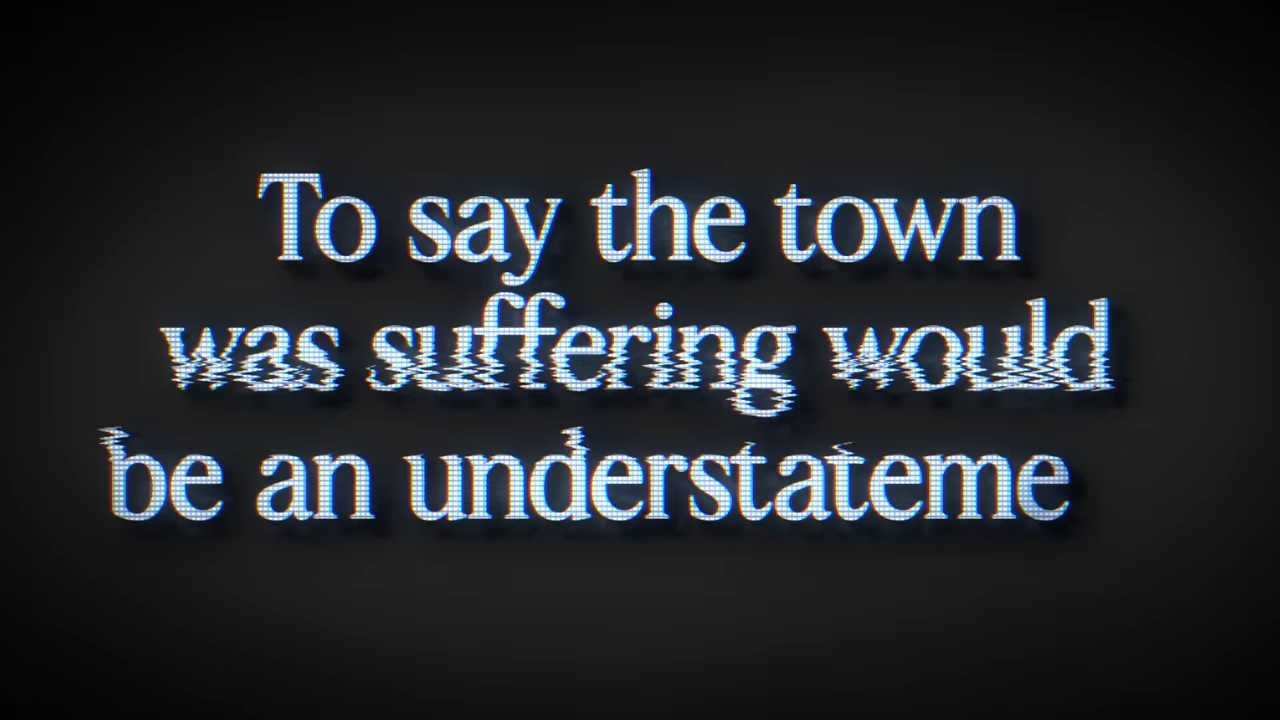 To say the town
was suffering would
be an understateme